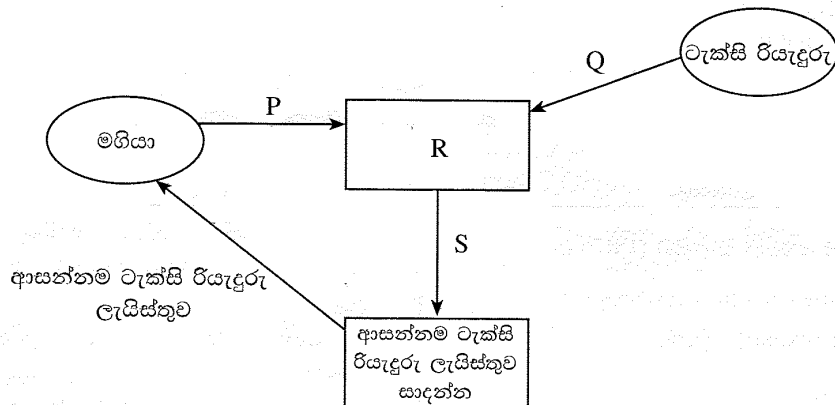 ටැක්සි රියැදුරු
Q
P
මගියා
R
S
ආසන්නම ටැක්සි රියැදුරු
ලැයිස්තුව
ආසන්නම ටැක්සි
රියැදුරු ලැයිස්තුව
සාදන්න